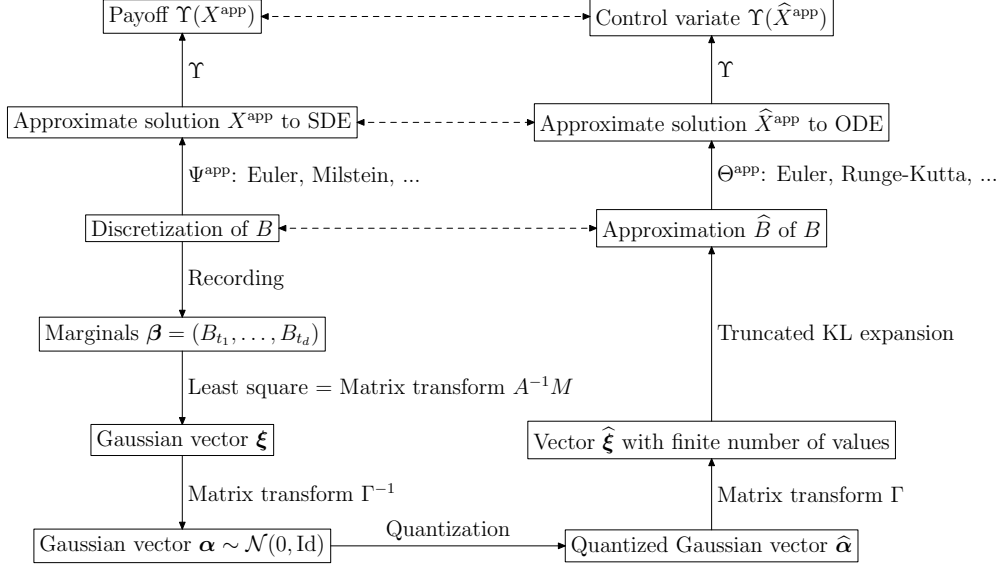 Payoff Υ(X^app)
Control variate Υ(X̂^app)
Υ
Υ
Approximate solution X^app to SDE
Approximate solution X̂^app to ODE
Ψ^app: Euler, Milstein, ...
Θ^app: Euler, Runge-Kutta, ...
Discretization of B
Approximation B̂ of B
Recording
Marginals β = (B_{t_1}, . . . , B_{t_d})
Truncated KL expansion
Least square = Matrix transform A^{-1}M
Gaussian vector ξ
Vector ξ̂ with finite number of values
Matrix transform Γ^{-1}
Matrix transform Γ
Gaussian vector α ∼ 𝒩(0, Id)
Quantization
Quantized Gaussian vector α̂